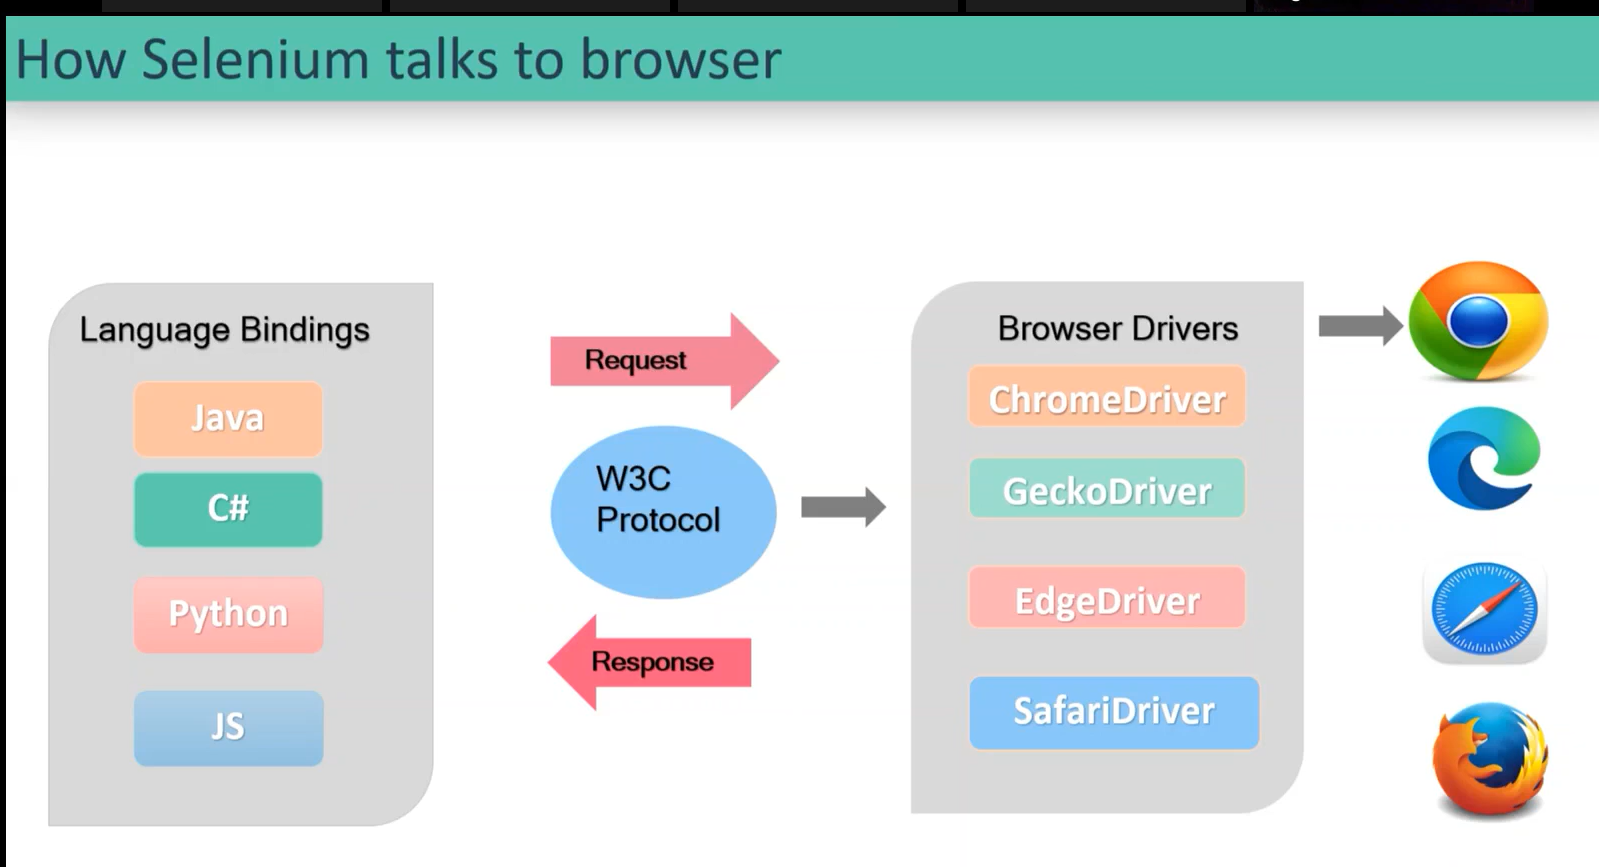 How Selenium talks to browser
Language Bindings
Java
C#
Python
JS
Request
W3C
Protocol
Response
Browser Drivers
ChromeDriver
GeckoDriver
EdgeDriver
SafariDriver